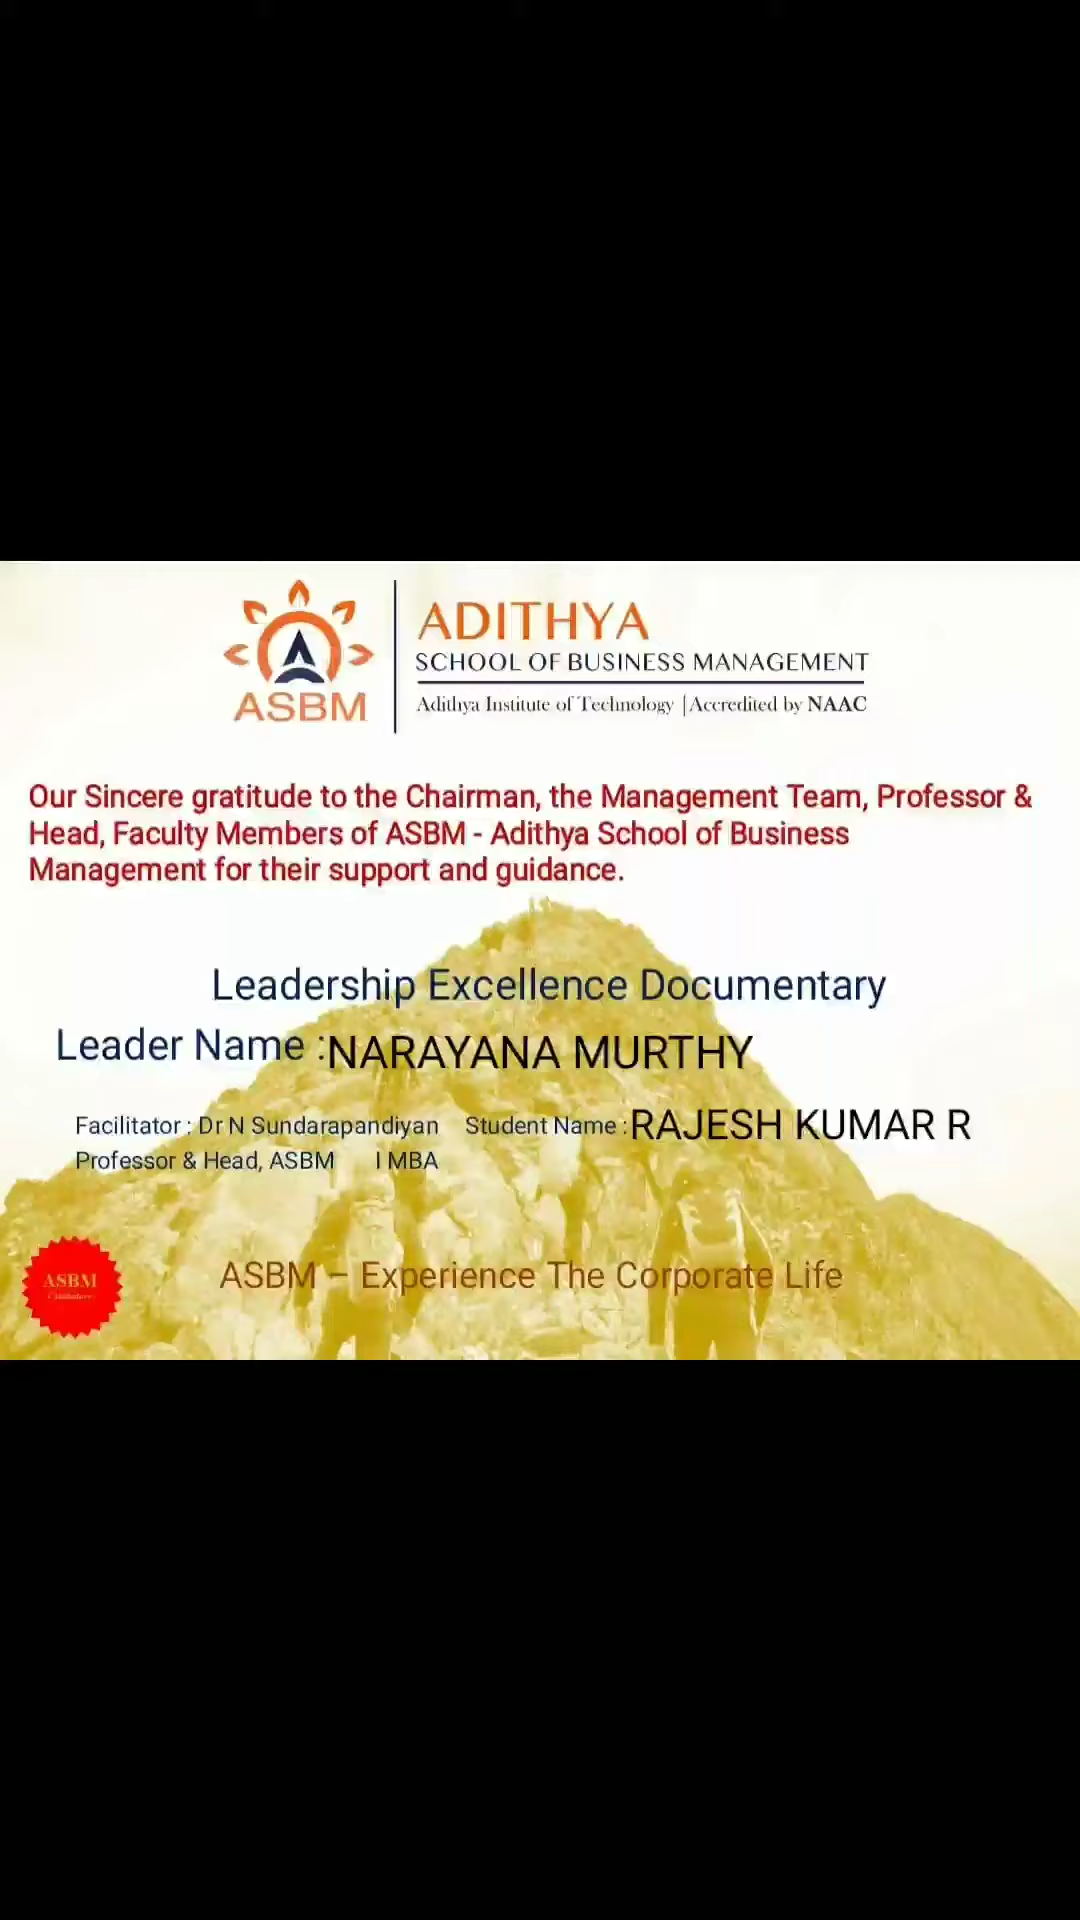 ASBM
ADITHYA
SCHOOL OF BUSINESS MANAGEMENT
Adithya Institute of Technology | Accredited by NAAC
Our Sincere gratitude to the Chairman, the Management Team, Professor &
Head, Faculty Members of ASBM - Adithya School of Business
Management for their support and guidance.
Leadership Excellence Documentary
Leader Name :NARAYANA MURTHY
Facilitator : Dr N Sundarapandiyan Student Name : RAJESH KUMAR R
Professor & Head, ASBM I MBA
ASBM
ASBM – Experience The Corporate Life